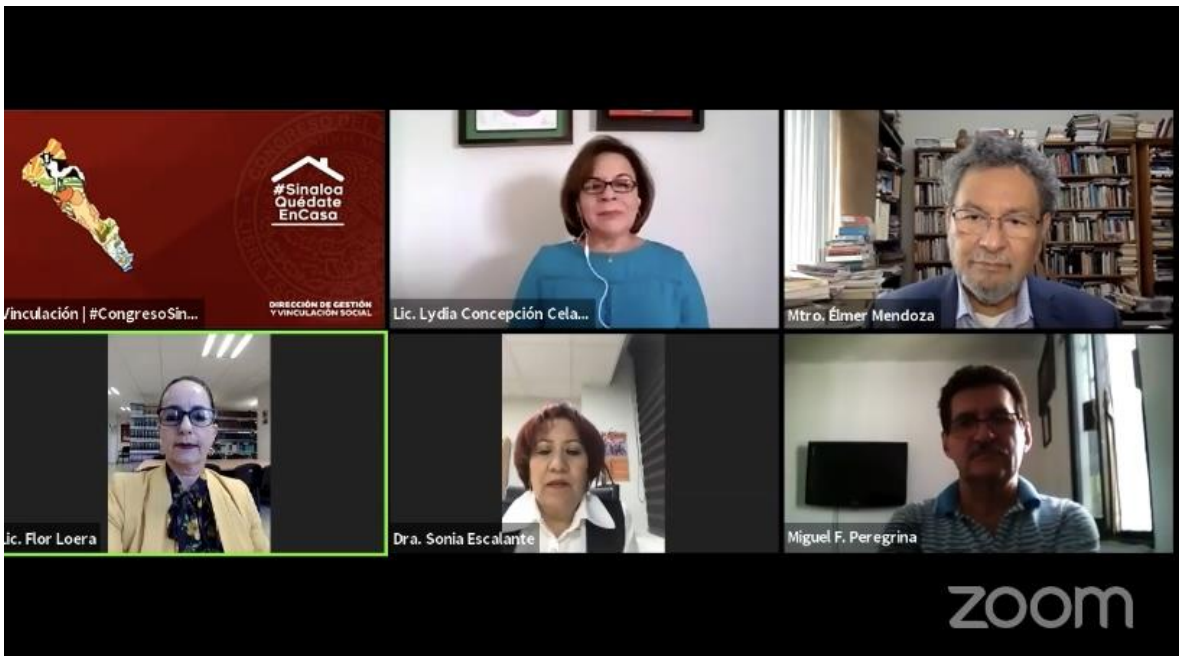 #Sinaloa
Quédate
EnCasa
DIRECCIÓN DE GESTIÓN
Y VINCULACIÓN SOCIAL
Vinculación | #CongresoSin...
Lic. Lydia Concepción Cela...
Mtro. Élmer Mendoza
Lic. Flor Loera
Dra. Sonia Escalante
Miguel F. Peregrina
zoom